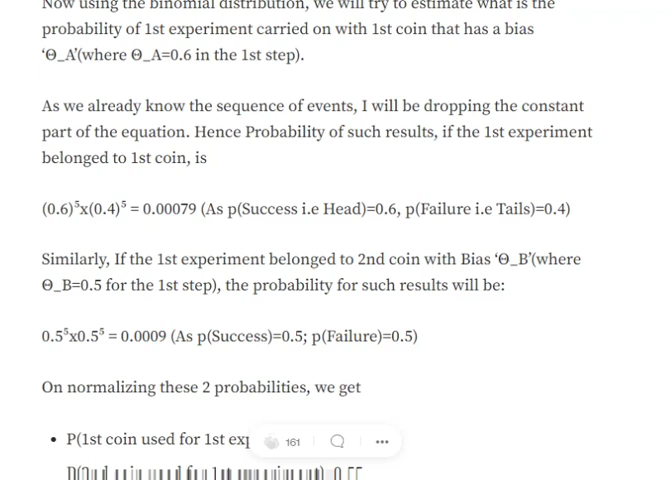 Now using the binomial distribution, we will try to estimate what is the
probability of 1st experiment carried on with 1st coin that has a bias
‘Θ_A’(where Θ_A=0.6 in the 1st step).
As we already know the sequence of events, I will be dropping the constant
part of the equation. Hence Probability of such results, if the 1st experiment
belonged to 1st coin, is
(0.6)⁵x(0.4)⁵ = 0.00079 (As p(Success i.e Head)=0.6, p(Failure i.e Tails)=0.4)
Similarly, If the 1st experiment belonged to 2nd coin with Bias ‘Θ_B’(where
Θ_B=0.5 for the 1st step), the probability for such results will be:
0.5⁵x0.5⁵ = 0.0009 (As p(Success)=0.5; p(Failure)=0.5)
On normalizing these 2 probabilities, we get
• P(1st coin used for 1st
161